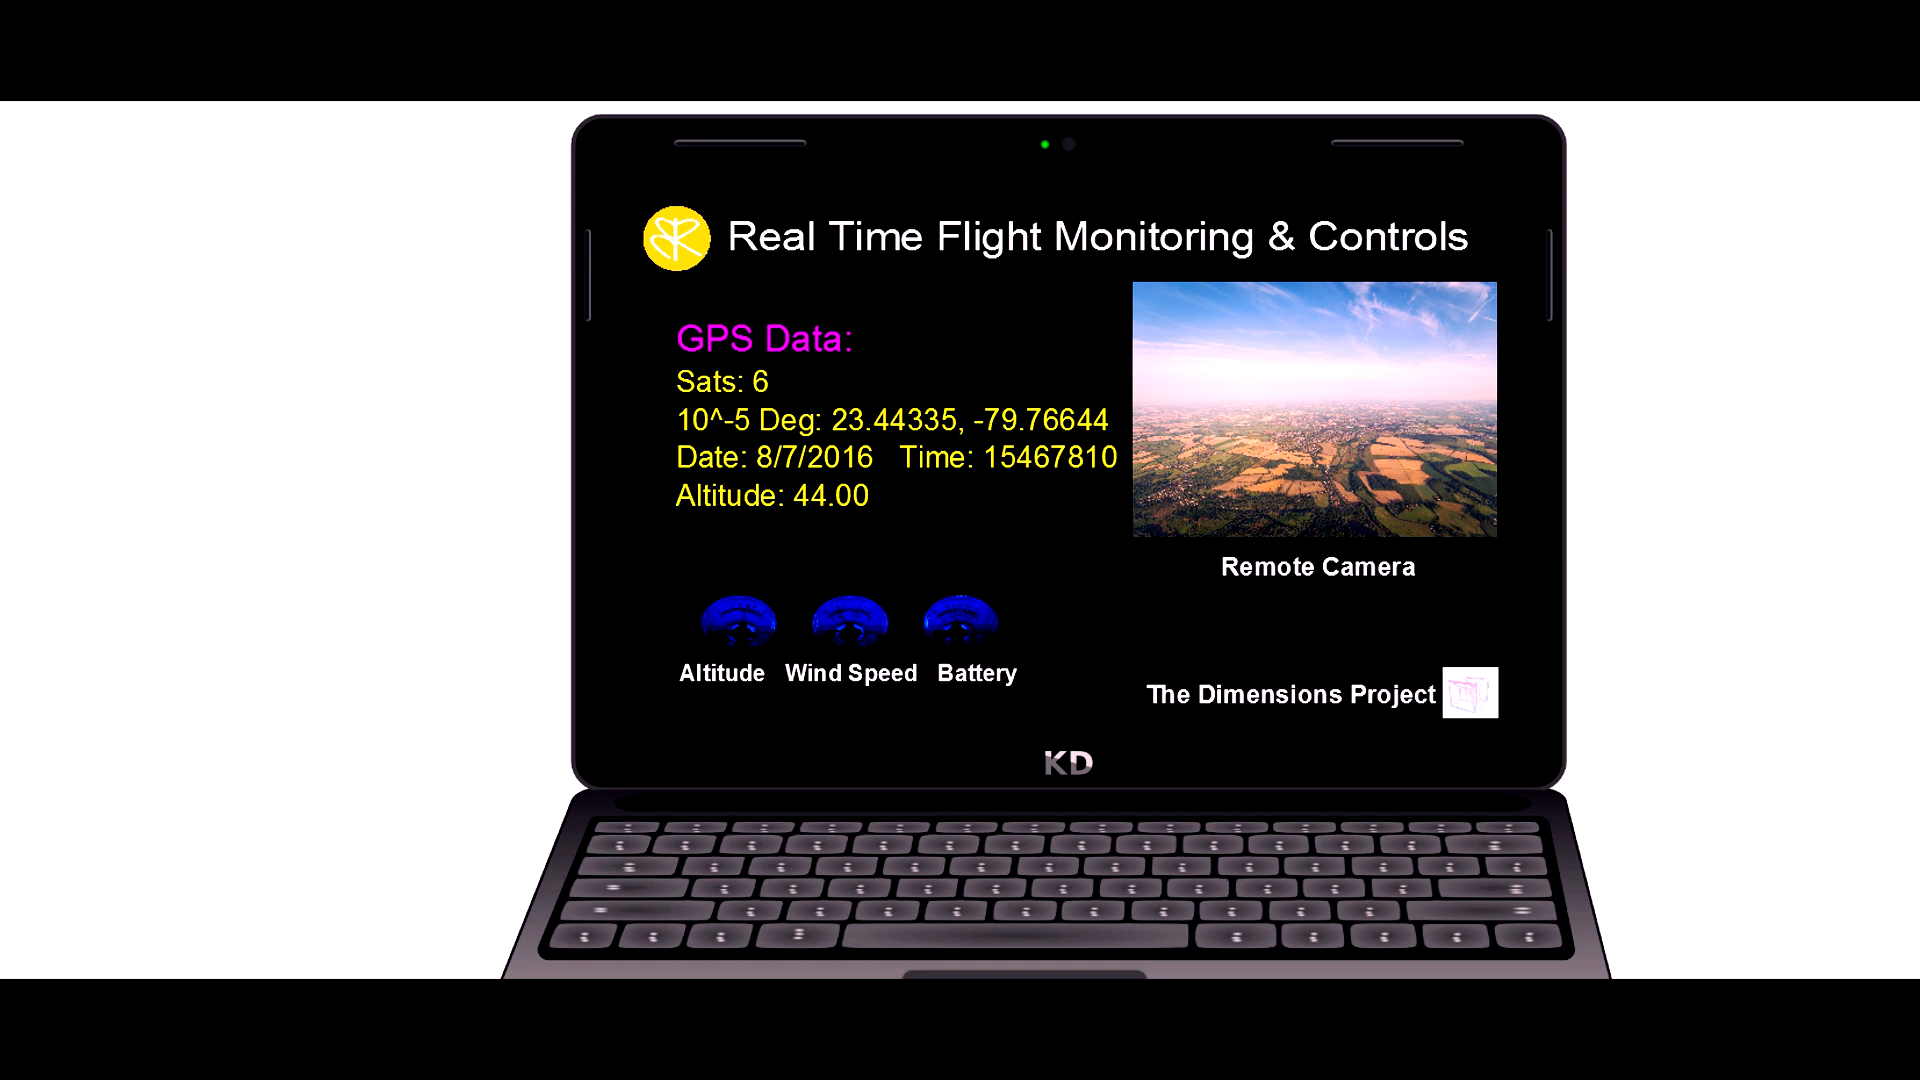 Real Time Flight Monitoring & Controls
GPS Data:
Sats: 6
10^-5 Deg: 23.44335, -79.76644
Date: 8/7/2016 Time: 15467810
Altitude: 44.00
Remote Camera
Altitude Wind Speed Battery
The Dimensions Project
KD